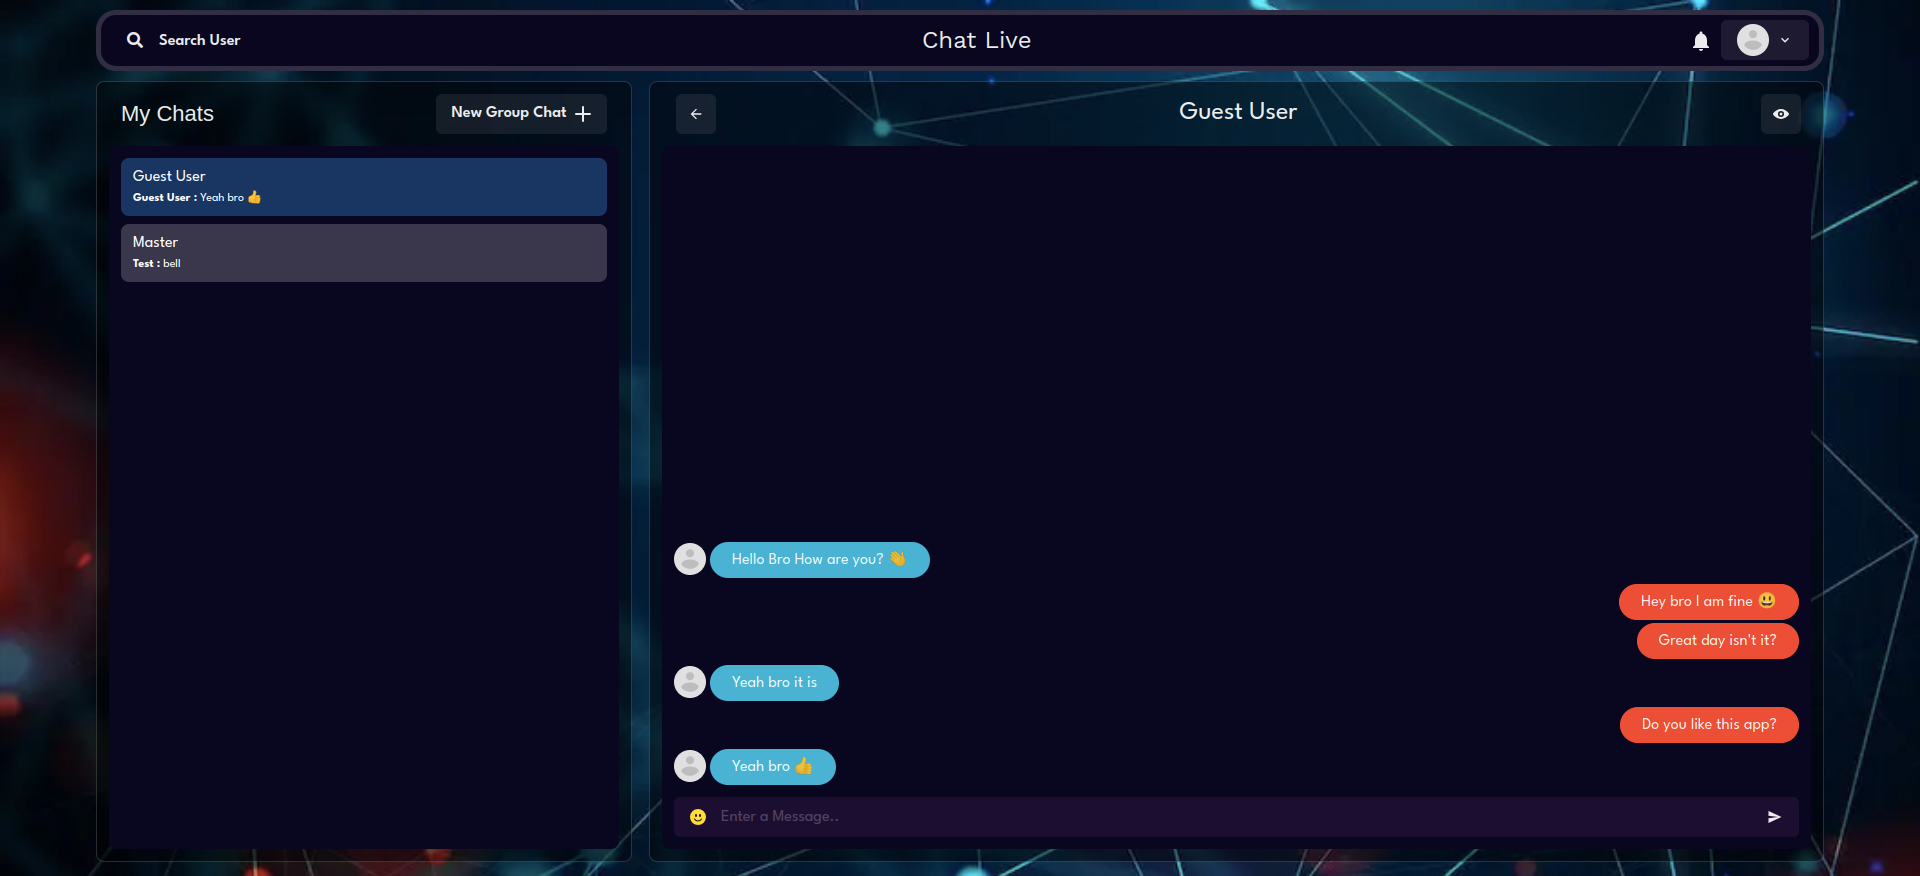 Search User
Chat Live
My Chats
New Group Chat
Guest User
Guest User : Yeah bro 👍
Master
Test : bell
Guest User
Hello Bro How are you? 👋
Hey bro I am fine 😃
Great day isn't it?
Yeah bro it is
Do you like this app?
Yeah bro 👍
Enter a Message..